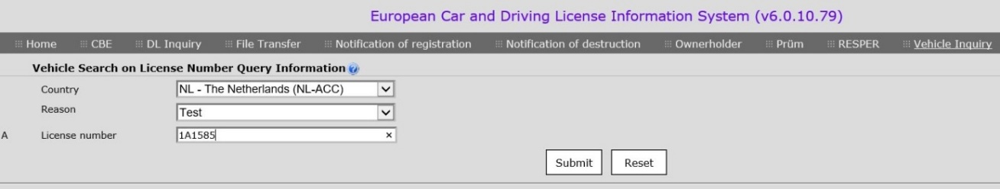 European Car and Driving License Information System (v6.0.10.79)
Home CBE DL Inquiry File Transfer Notification of registration Notification of destruction Ownerholder Prüm RESPER Vehicle Inquiry
Vehicle Search on License Number Query Information ?
Country NL - The Netherlands (NL-ACC)
Reason Test
A License number 1A1585 ×
Submit Reset